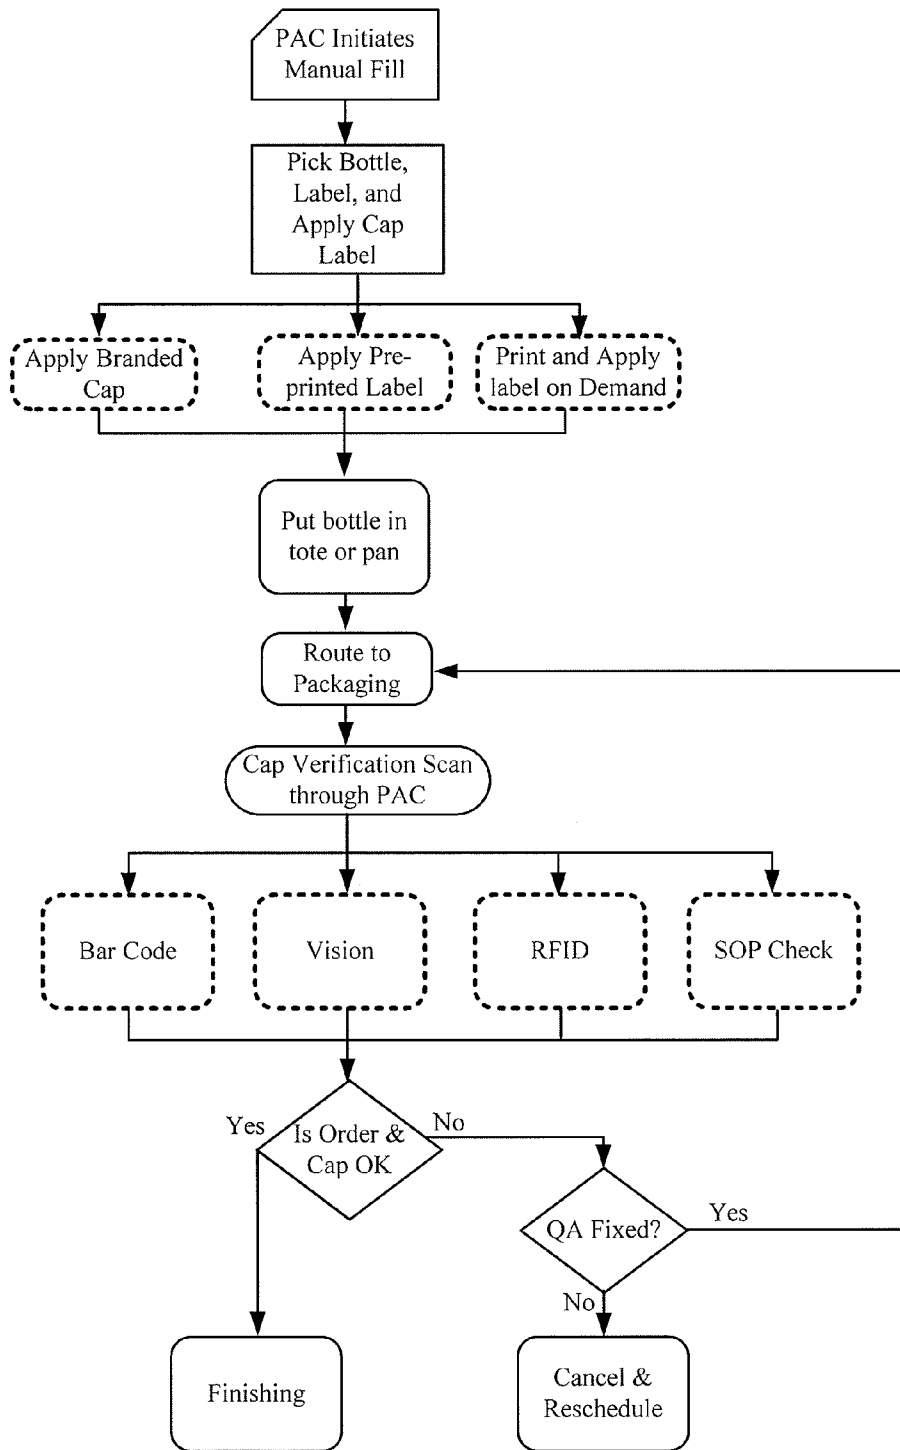 PAC Initiates
Manual Fill
Pick Bottle,
Label, and
Apply Cap
Label
Apply Branded
Cap
Apply Pre-
printed Label
Print and Apply
label on Demand
Put bottle in
tote or pan
Route to
Packaging
Cap Verification Scan
through PAC
Bar Code
Vision
RFID
SOP Check
Yes
Is Order &
Cap OK
No
QA Fixed?
Yes
No
Finishing
Cancel &
Reschedule